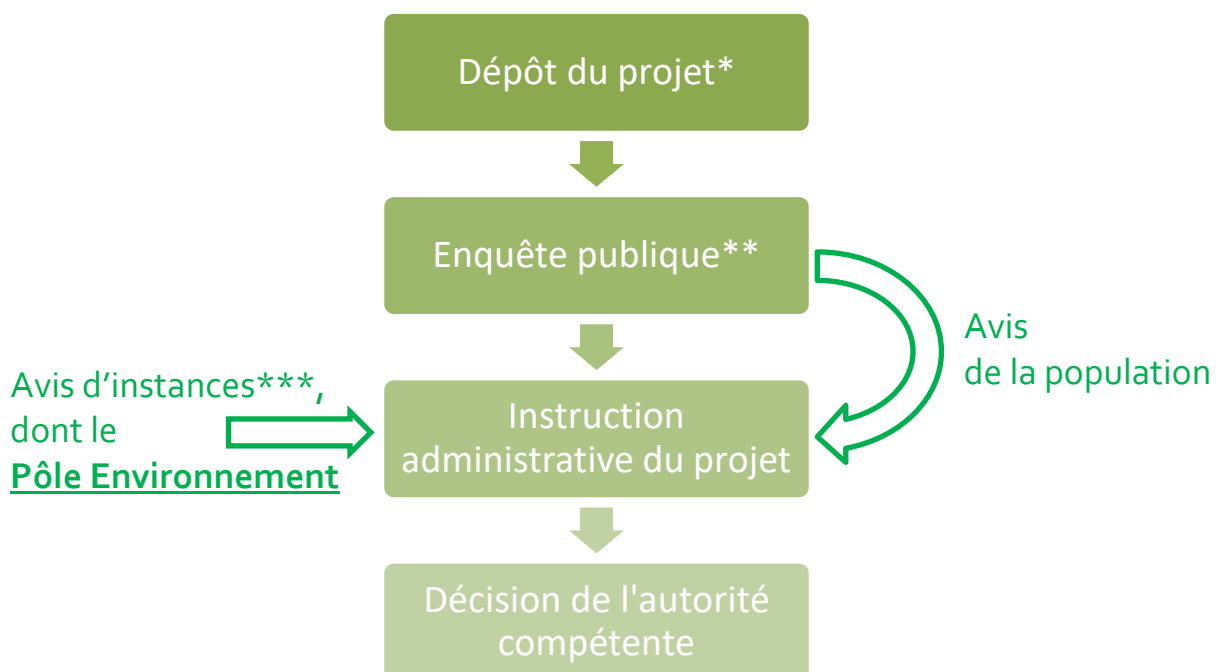 Dépôt du projet*
Enquête publique**
Avis
de la population
Avis d’instances***,
dont le
Pôle Environnement
Instruction
administrative du projet
Décision de l'autorité
compétente